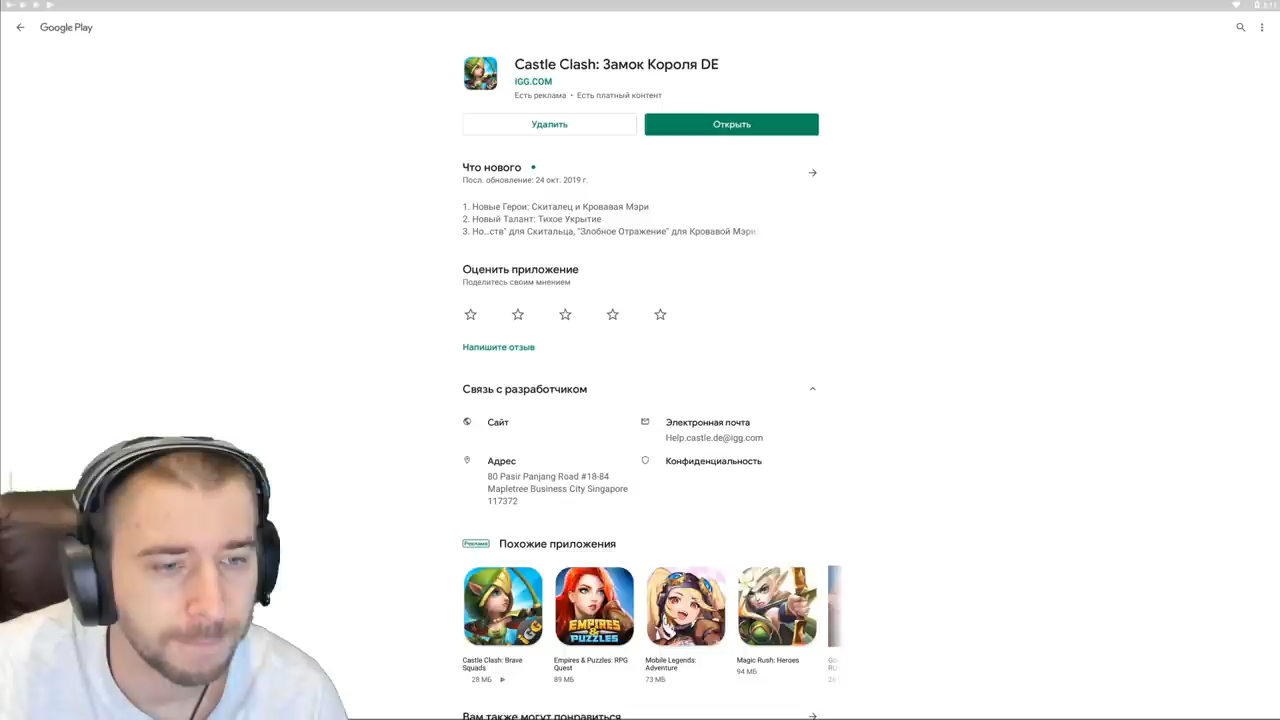 Google Play
Castle Clash: Замок Короля DE
IGG.COM
Есть реклама • Есть платный контент
Удалить
Открыть
Что нового
Посл. обновление: 24 окт. 2019 г.
1. Новые Герои: Скиталец и Кровавая Мэри
2. Новый Талант: Тихое Укрытие
3. Но...ств" для Скитальца, "Злобное Отражение" для Кровавой Мэри
Оценить приложение
Поделитесь своим мнением
Напишите отзыв
Связь с разработчиком
Сайт
Электронная почта
Help.castle.de@igg.com
Адрес
Конфиденциальность
80 Pasir Panjang Road #18-84
Mapletree Business City Singapore
117372
Реклама
Похожие приложения
IGG
EMPIRES &
PUZZLES
Castle Clash: Brave
Squads
28 МБ
Empires & Puzzles: RPG
Quest
89 МБ
Mobile Legends:
Adventure
73 МБ
Magic Rush: Heroes
94 МБ
Вам также могут понравиться